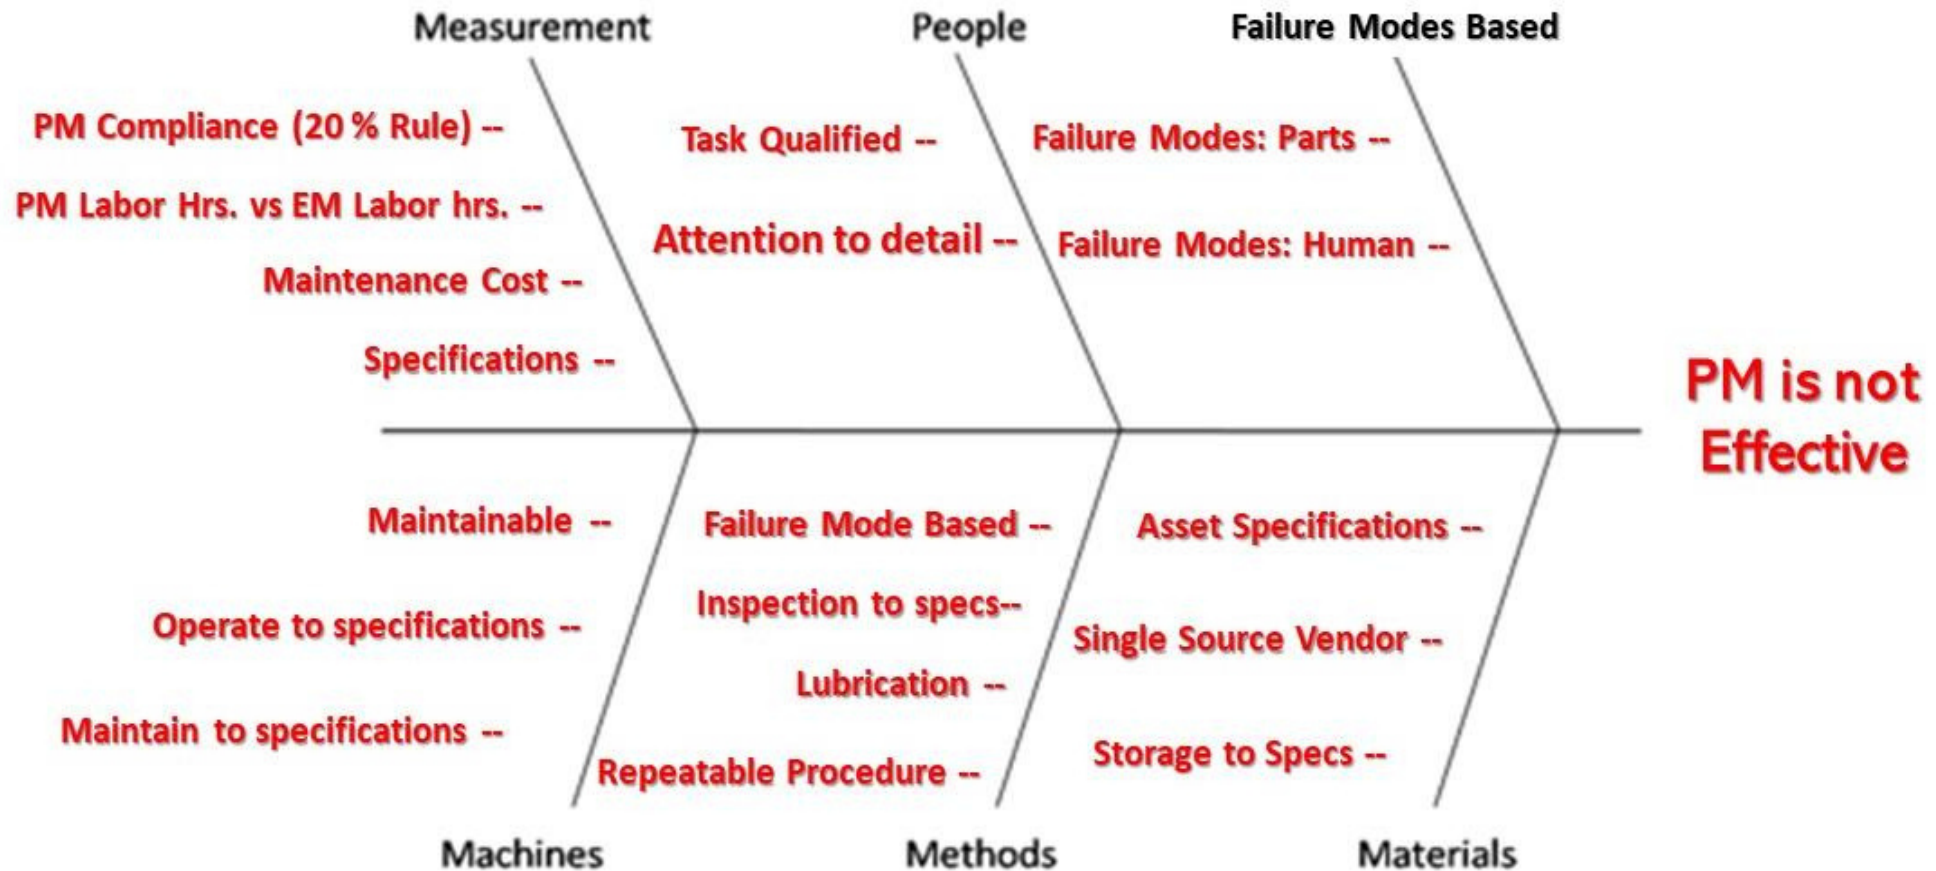 Measurement
People
Failure Modes Based
PM Compliance (20 % Rule) --
PM Labor Hrs. vs EM Labor hrs. --
Maintenance Cost --
Specifications --
Task Qualified --
Attention to detail --
Failure Modes: Parts --
Failure Modes: Human --
PM is not
Effective
Maintainable --
Operate to specifications --
Maintain to specifications --
Failure Mode Based --
Inspection to specs--
Lubrication --
Repeatable Procedure --
Asset Specifications --
Single Source Vendor --
Storage to Specs --
Machines
Methods
Materials